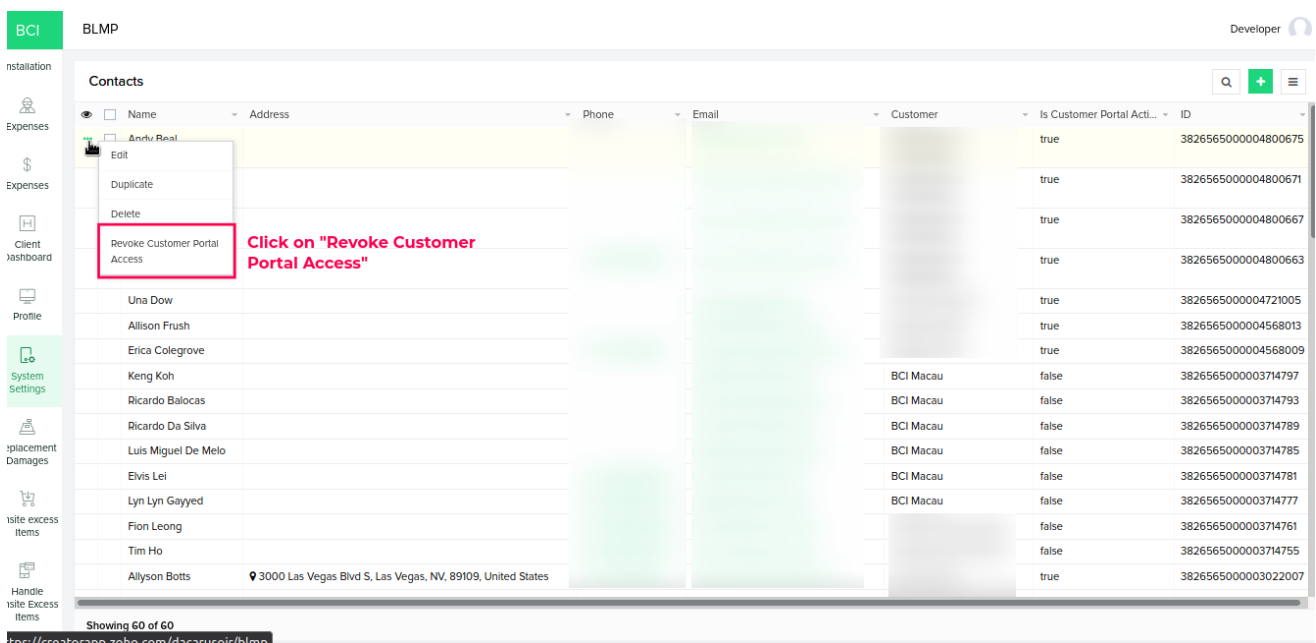 BCI
BLMP
Developer
nstallation
Expenses
Expenses
Client
Dashboard
Profile
System
Settings
eplacement
Damages
nsite excess
Items
Handle
nsite Excess
Items
Contacts
Name Address Phone Email Customer Is Customer Portal Acti... ID
Andy Beal true 3826565000004800675
Edit
Duplicate
Delete
Revoke Customer Portal
Access
Click on "Revoke Customer
Portal Access"
true 3826565000004800671
true 3826565000004800667
true 3826565000004800663
Una Dow true 3826565000004721005
Allison Frush true 3826565000004568013
Erica Colegrove true 3826565000004568009
Keng Koh BCI Macau false 3826565000003714797
Ricardo Balocas BCI Macau false 3826565000003714793
Ricardo Da Silva BCI Macau false 3826565000003714789
Luis Miguel De Melo BCI Macau false 3826565000003714785
Elvis Lei BCI Macau false 3826565000003714781
Lyn Lyn Gayyed BCI Macau false 3826565000003714777
Fion Leong false 3826565000003714761
Tim Ho false 3826565000003714755
Allyson Botts 3000 Las Vegas Blvd S, Las Vegas, NV, 89109, United States true 3826565000003022007
Showing 60 of 60